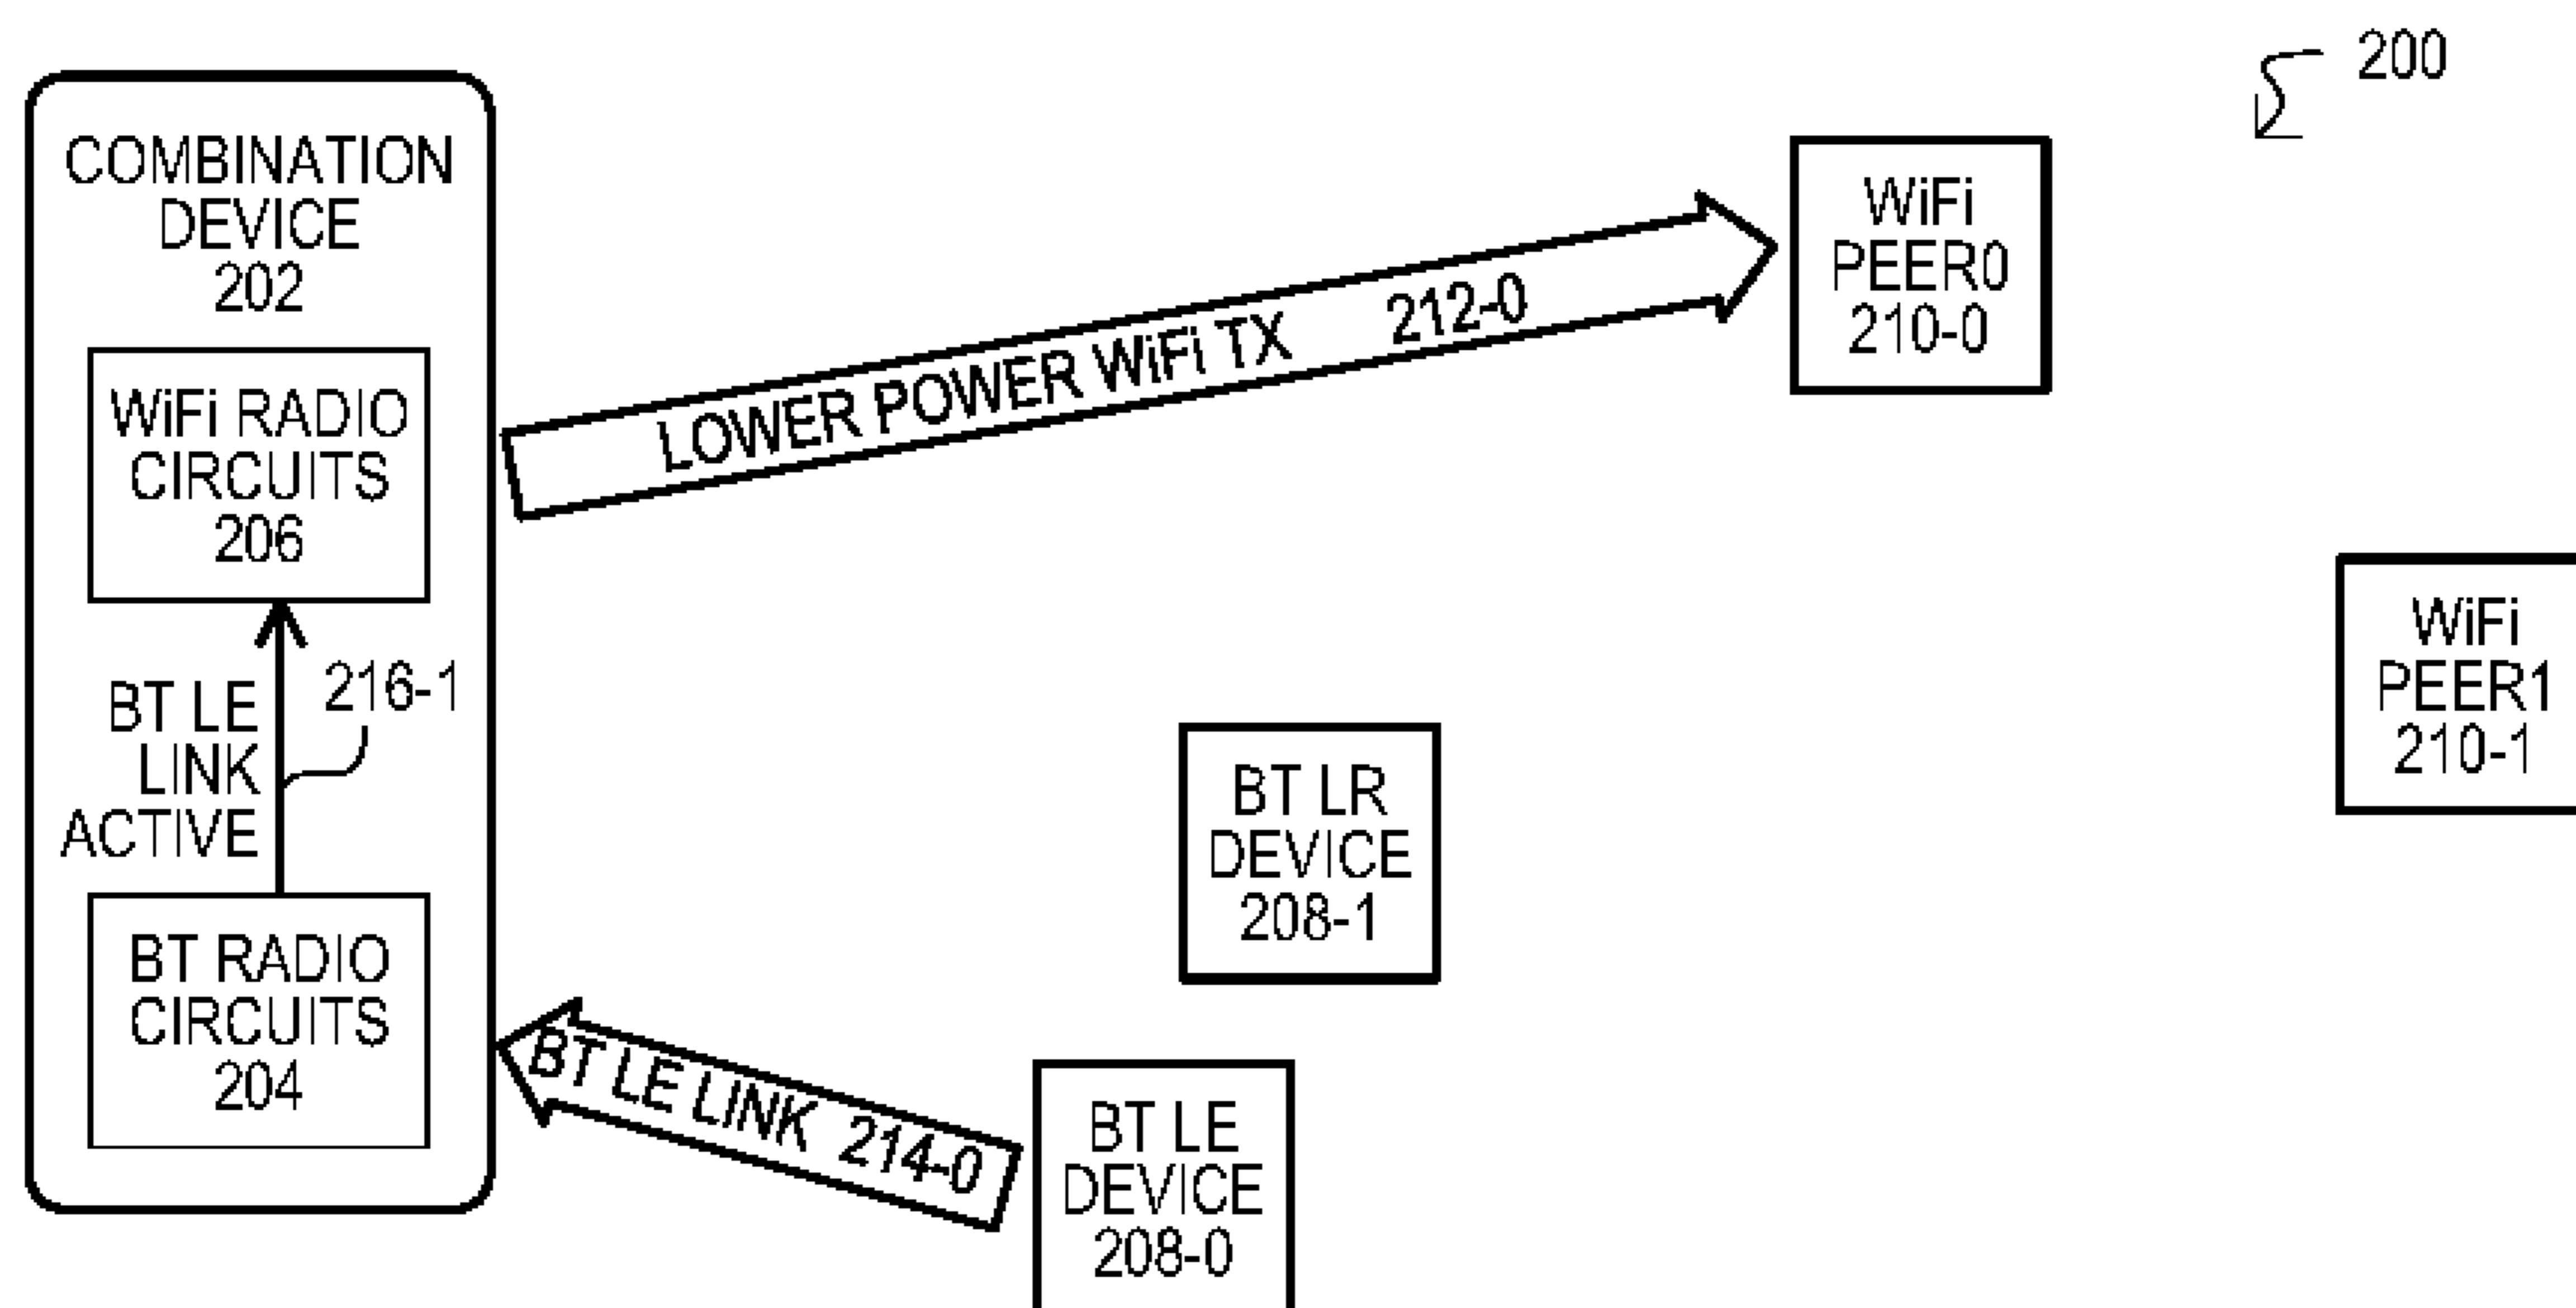 200
COMBINATION
DEVICE
202
WiFi RADIO
CIRCUITS
206
BT LE
LINK
ACTIVE
216-1
BT RADIO
CIRCUITS
204
LOWER POWER WiFi TX 212-0
WiFi
PEER0
210-0
WiFi
PEER1
210-1
BT LR
DEVICE
208-1
BT LE LINK 214-0
BT LE
DEVICE
208-0